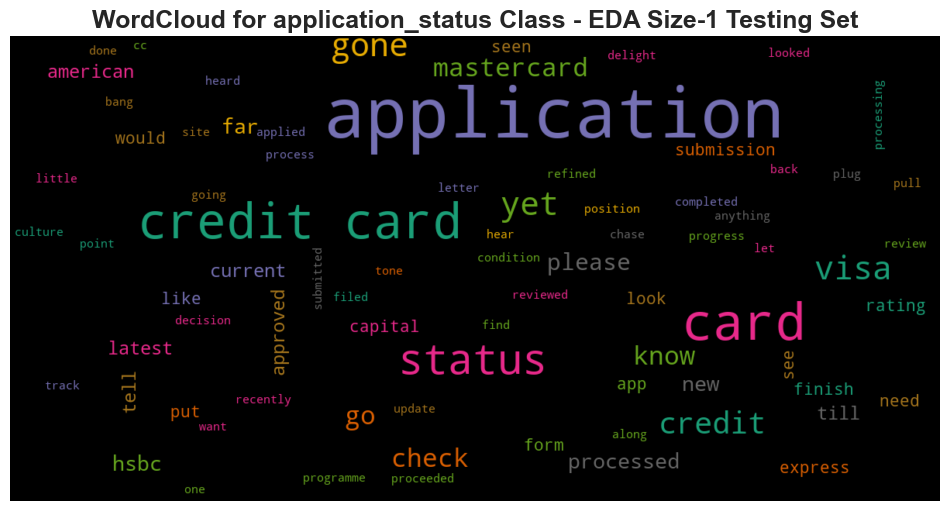 WordCloud for application_status Class - EDA Size-1 Testing Set
done
cc
gone
seen
delight
looked
american
mastercard
heard
bang
application
processing
would
site
far
applied
submission
process
little
refined
back
plug
pull
going
letter
culture
credit card
yet
position
completed
anything
point
hear
chase
progress
review
let
current
submitted
tone
condition
please
visa
like
filed
reviewed
look
rating
decision
approved
capital
find
card
latest
status
know
see
track
tell
app
new
finish
put
recently
go
update
want
credit
till
need
form
along
hsbc
check
processed
express
one
programme
proceeded